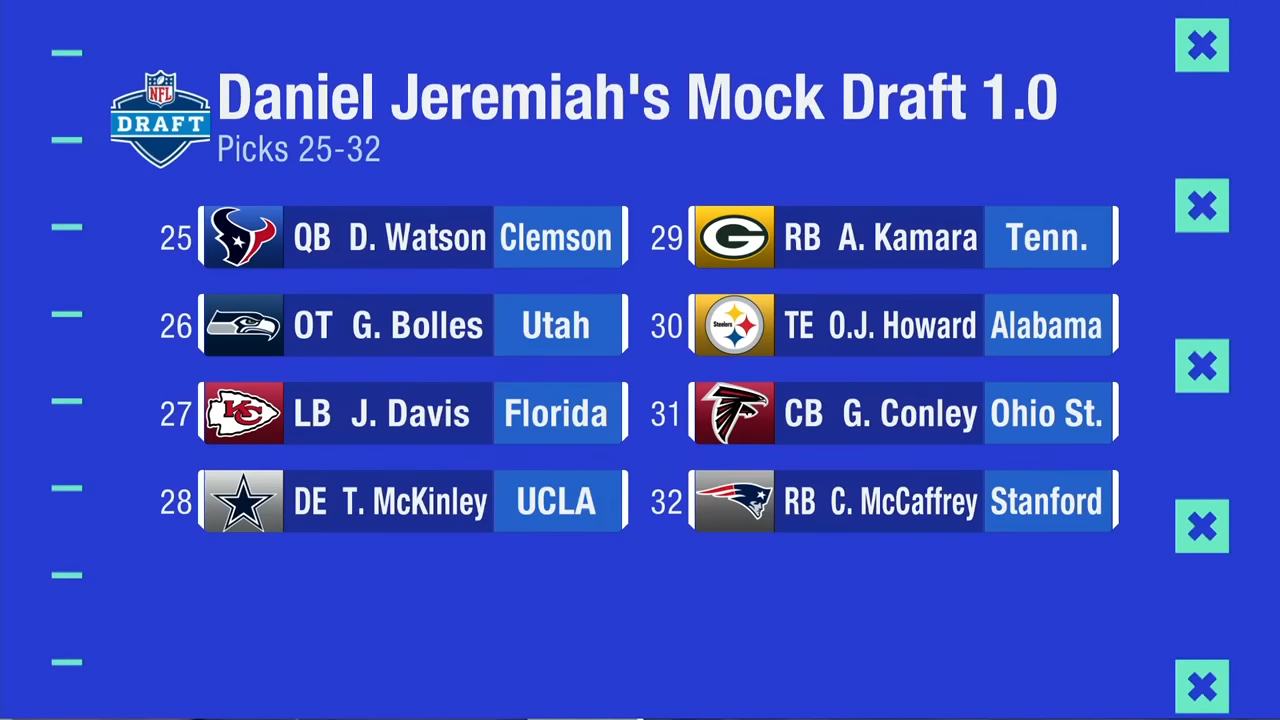 NFL
DRAFT
Daniel Jeremiah's Mock Draft 1.0
Picks 25-32
25 QB D. Watson Clemson
26 OT G. Bolles Utah
27 KC LB J. Davis Florida
28 DE T. McKinley UCLA
29 G RB A. Kamara Tenn.
30 Steelers TE O.J. Howard Alabama
31 CB G. Conley Ohio St.
32 RB C. McCaffrey Stanford